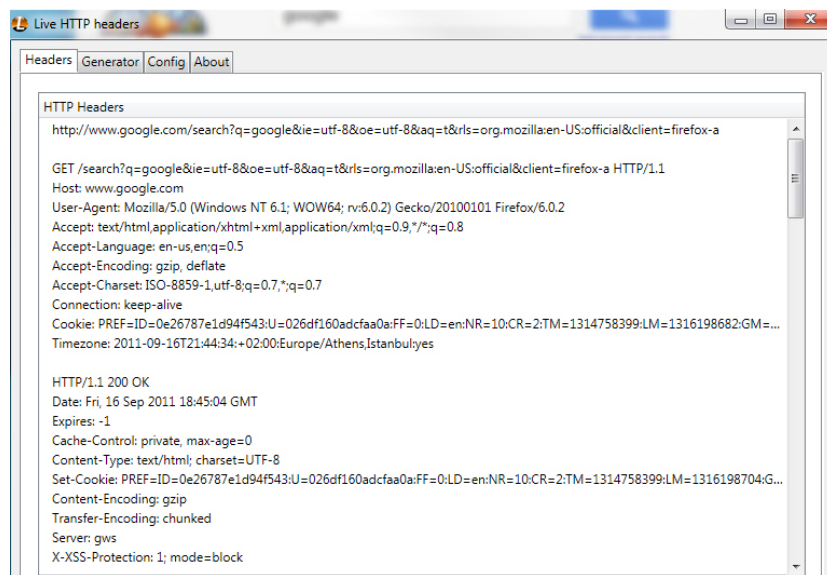 google
Live HTTP headers
Headers Generator Config About
HTTP Headers
http://www.google.com/search?q=google&ie=utf-8&oe=utf-8&aq=t&rls=org.mozilla:en-US:official&client=firefox-a
GET /search?q=google&ie=utf-8&oe=utf-8&aq=t&rls=org.mozilla:en-US:official&client=firefox-a HTTP/1.1
Host: www.google.com
User-Agent: Mozilla/5.0 (Windows NT 6.1; WOW64; rv:6.0.2) Gecko/20100101 Firefox/6.0.2
Accept: text/html,application/xhtml+xml,application/xml;q=0.9,*/*;q=0.8
Accept-Language: en-us,en;q=0.5
Accept-Encoding: gzip, deflate
Accept-Charset: ISO-8859-1,utf-8;q=0.7,*;q=0.7
Connection: keep-alive
Cookie: PREF=ID=0e26787e1d94f543:U=026df160adcfaa0a:FF=0:LD=en:NR=10:CR=2:TM=1314758399:LM=1316198682:GM=...
Timezone: 2011-09-16T21:44:34:+02:00:Europe/Athens,Istanbul:yes
HTTP/1.1 200 OK
Date: Fri, 16 Sep 2011 18:45:04 GMT
Expires: -1
Cache-Control: private, max-age=0
Content-Type: text/html; charset=UTF-8
Set-Cookie: PREF=ID=0e26787e1d94f543:U=026df160adcfaa0a:FF=0:LD=en:NR=10:CR=2:TM=1314758399:LM=1316198704:G...
Content-Encoding: gzip
Transfer-Encoding: chunked
Server: gws
X-XSS-Protection: 1; mode=block